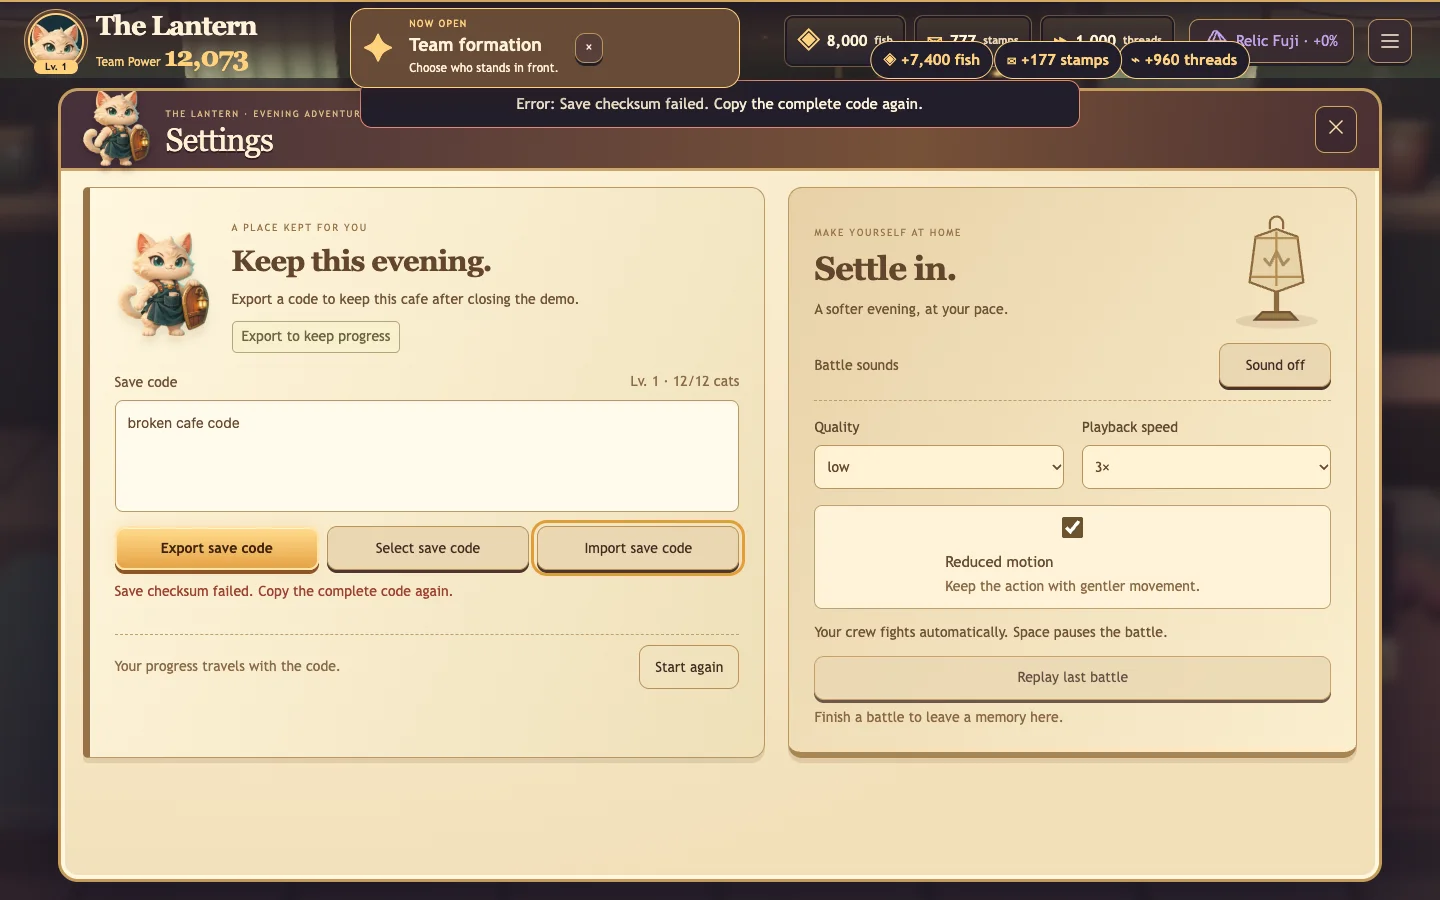 The Lantern
Team Power 12,073
Lv. 1
NOW OPEN
Team formation
Choose who stands in front.
×
8,000 fish
777 stamps
1,000 threads
Relic Fuji · +0%
+7,400 fish
+177 stamps
+960 threads
Error: Save checksum failed. Copy the complete code again.
THE LANTERN · EVENING ADVENTUR
Settings
A PLACE KEPT FOR YOU
Keep this evening.
Export a code to keep this cafe after closing the demo.
Export to keep progress
Save code
Lv. 1 · 12/12 cats
broken cafe code
Export save code
Select save code
Import save code
Save checksum failed. Copy the complete code again.
Your progress travels with the code.
Start again
MAKE YOURSELF AT HOME
Settle in.
A softer evening, at your pace.
Battle sounds
Sound off
Quality
Playback speed
low
3×
Reduced motion
Keep the action with gentler movement.
Your crew fights automatically. Space pauses the battle.
Replay last battle
Finish a battle to leave a memory here.